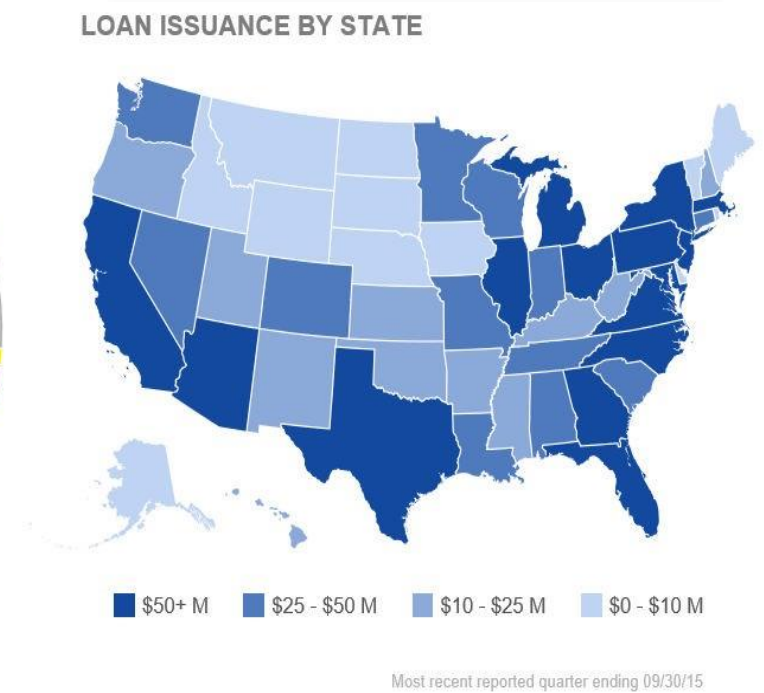 LOAN ISSUANCE BY STATE
$50+ M $25 - $50 M $10 - $25 M $0 - $10 M
Most recent reported quarter ending 09/30/15